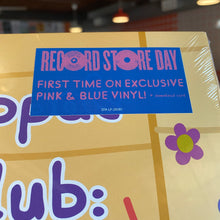 RECORD STORE DAY
FIRST TIME ON EXCLUSIVE
PINK & BLUE VINYL!
lub: